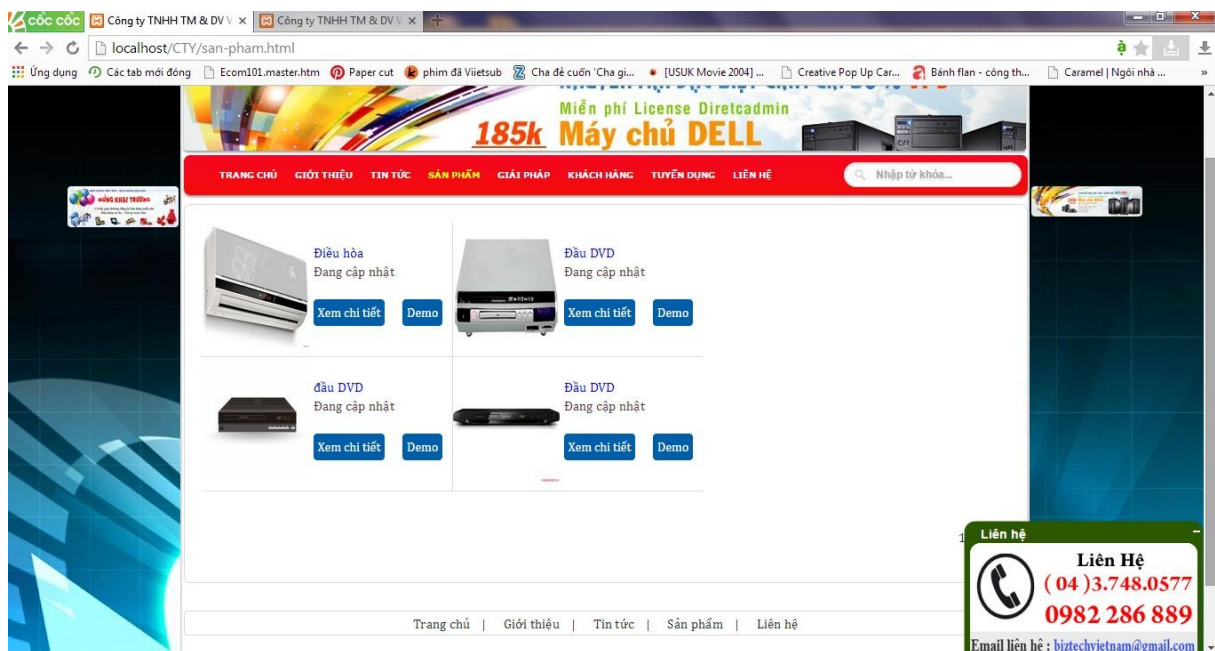 cốc cốc Công ty TNHH TM & DV V × Công ty TNHH TM & DV V ×
localhost/CTY/san-pham.html
Ứng dụng Các tab mới đóng Ecom101.master.htm Paper cut phim đã Viietsub Cha đẻ cuốn 'Cha gi... [USUK Movie 2004] ... Creative Pop Up Car... Bánh flan - công th... Caramel | Ngôi nhà ... »
Miễn phí License Diretcadmin
185k Máy chủ DELL
TRANG CHỦ GIỚI THIỆU TIN TỨC SẢN PHẨM GIẢI PHÁP KHÁCH HÀNG TUYỂN DỤNG LIÊN HỆ Nhập từ khóa...
MỪNG KHAI TRƯƠNG
Điều hòa
Đang cập nhật
Xem chi tiết Demo
Đầu DVD
Đang cập nhật
Xem chi tiết Demo
đầu DVD
Đang cập nhật
Xem chi tiết Demo
Đầu DVD
Đang cập nhật
Xem chi tiết Demo
1
Liên hệ
Liên Hệ
( 04 )3.748.0577
0982 286 889
Email liên hệ : biztechvietnam@gmail.com
Trang chủ | Giới thiệu | Tin tức | Sản phẩm | Liên hệ